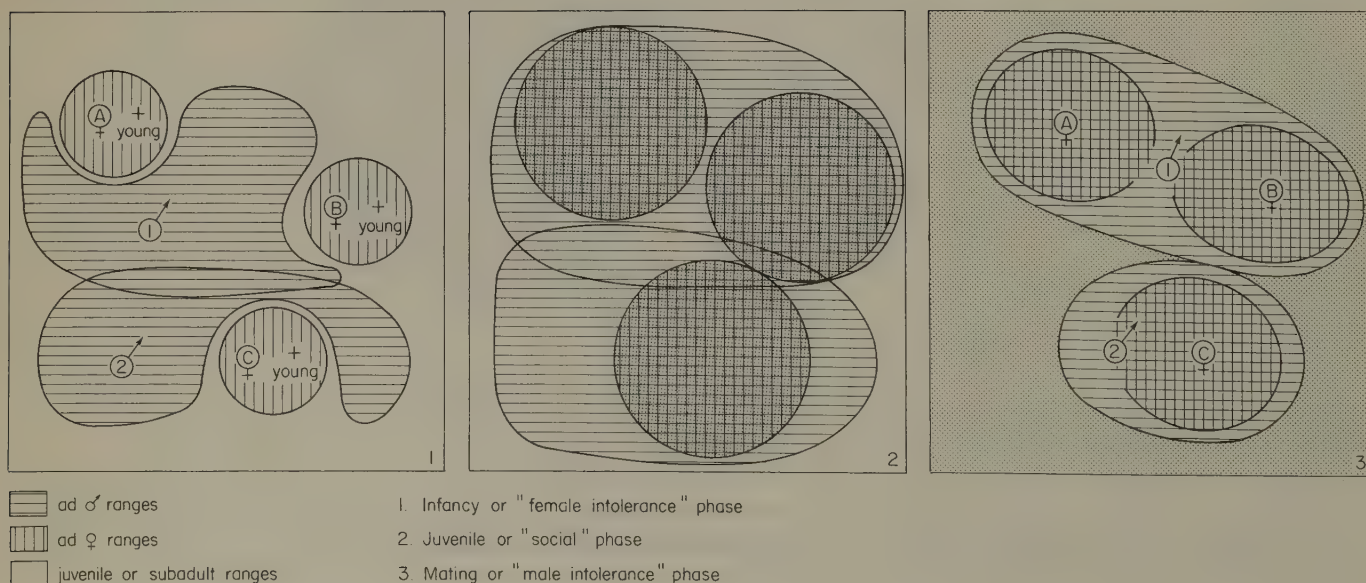 A
♀
+
young
B
♀
+
young
1
♂
2
♂
C
♀
+
young
1
2
A
♀
1
♂
B
♀
2
♂
C
♀
3
ad ♂ ranges
ad ♀ ranges
juvenile or subadult ranges
1. Infancy or "female intolerance" phase
2. Juvenile or "social" phase
3. Mating or "male intolerance" phase